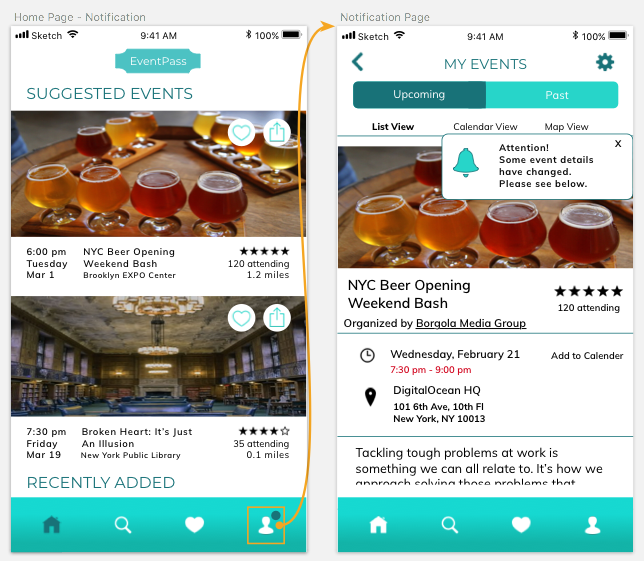 Home Page - Notification
Sketch
9:41 AM
100%
EventPass
SUGGESTED EVENTS
6:00 pm
Tuesday
Mar 1
NYC Beer Opening
Weekend Bash
Brooklyn EXPO Center
120 attending
1.2 miles
7:30 pm
Friday
Mar 19
Broken Heart: It's Just
An Illusion
New York Public Library
35 attending
0.1 miles
RECENTLY ADDED
Notification Page
Sketch
9:41 AM
100%
MY EVENTS
Upcoming
Past
List View
Calendar View
Map View
X
Attention!
Some event details
have changed.
Please see below.
NYC Beer Opening
Weekend Bash
120 attending
Organized by Borgola Media Group
Wednesday, February 21
Add to Calender
7:30 pm - 9:00 pm
DigitalOcean HQ
101 6th Ave, 10th Fl
New York, NY 10013
Tackling tough problems at work is
something we can all relate to. It's how we
approach solving those problems that